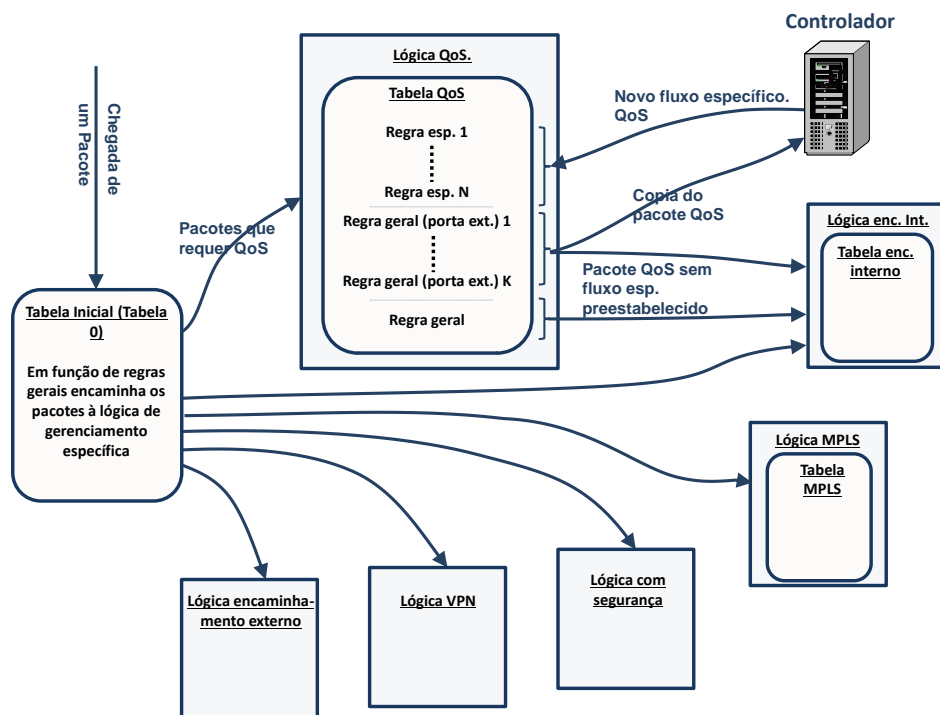 Controlador
Lógica QoS.
Tabela QoS
Regra esp. 1
Regra esp. N
Regra geral (porta ext.) 1
Regra geral (porta ext.) K
Regra geral
Novo fluxo específico.
QoS
Copia do
pacote QoS
Chegada de
um Pacote
Pacotes que
requer QoS
Pacote QoS sem
fluxo esp.
preestabelecido
Lógica enc. Int.
Tabela enc.
interno
Tabela Inicial (Tabela
0)
Em função de regras
gerais encaminha os
pacotes à lógica de
gerenciamento
específica
Lógica MPLS
Tabela
MPLS
Lógica encaminha-
mento externo
Lógica VPN
Lógica com
segurança